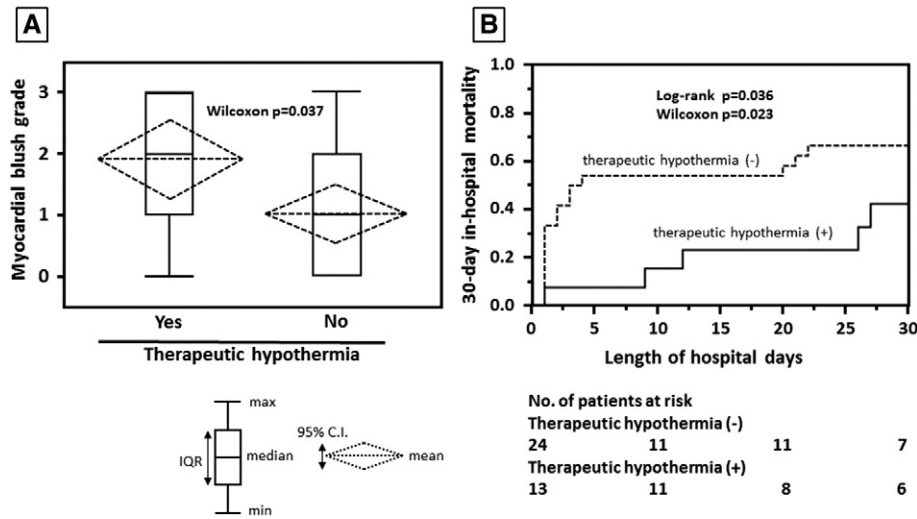 A
3
2
1
0
Myocardial blush grade
Wilcoxon p=0.037
Yes No
Therapeutic hypothermia
max
IQR
median
min
95% C.I.
mean
B
1.0
0.8
0.6
0.4
0.2
0.0
30-day in-hospital mortality
Log-rank p=0.036
Wilcoxon p=0.023
therapeutic hypothermia (-)
therapeutic hypothermia (+)
0 5 10 15 20 25 30
Length of hospital days
No. of patients at risk
Therapeutic hypothermia (-)
24 11 11 7
Therapeutic hypothermia (+)
13 11 8 6